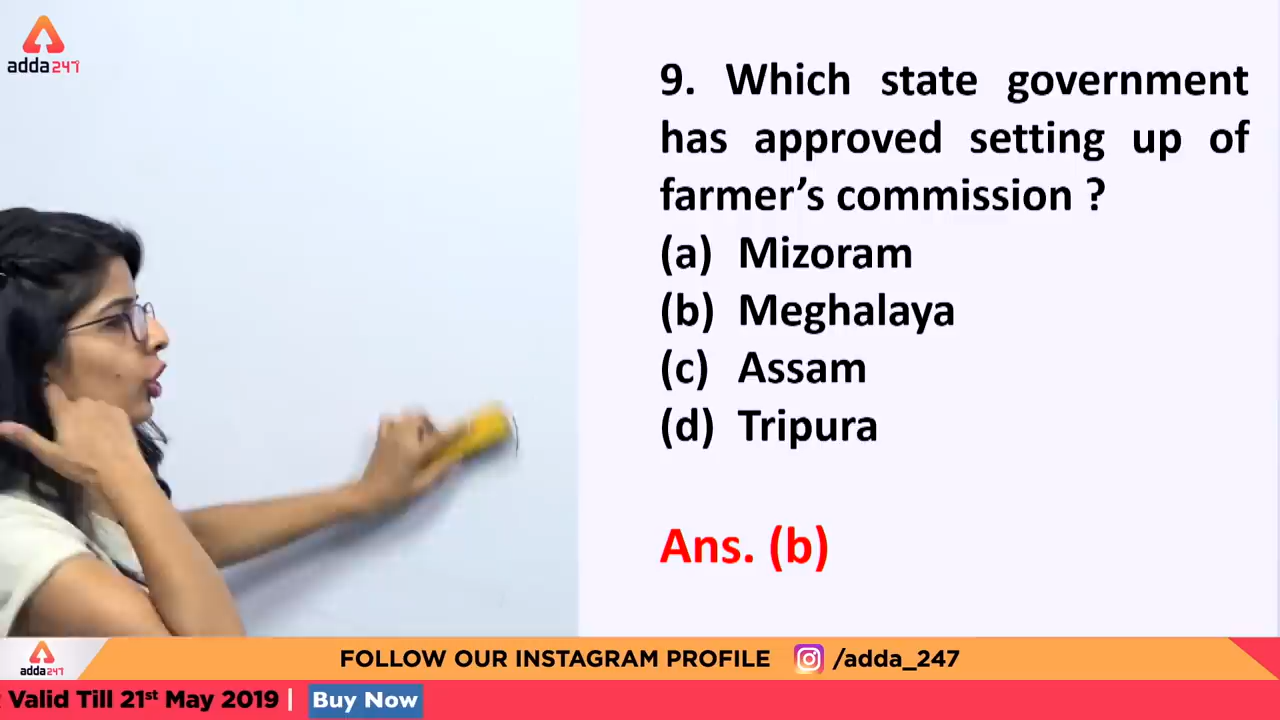 adda247
9. Which state government
has approved setting up of
farmer's commission ?
(a) Mizoram
(b) Meghalaya
(c) Assam
(d) Tripura
Ans. (b)
adda247
FOLLOW OUR INSTAGRAM PROFILE /adda_247
Valid Till 21st May 2019 | Buy Now